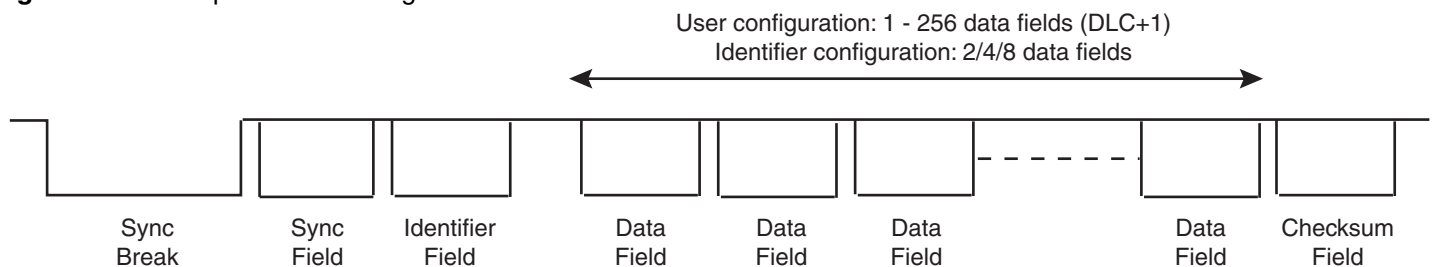 User configuration: 1 - 256 data fields (DLC+1)
Identifier configuration: 2/4/8 data fields
Sync Break
Sync Field
Identifier Field
Data Field
Data Field
Data Field
Data Field
Checksum Field